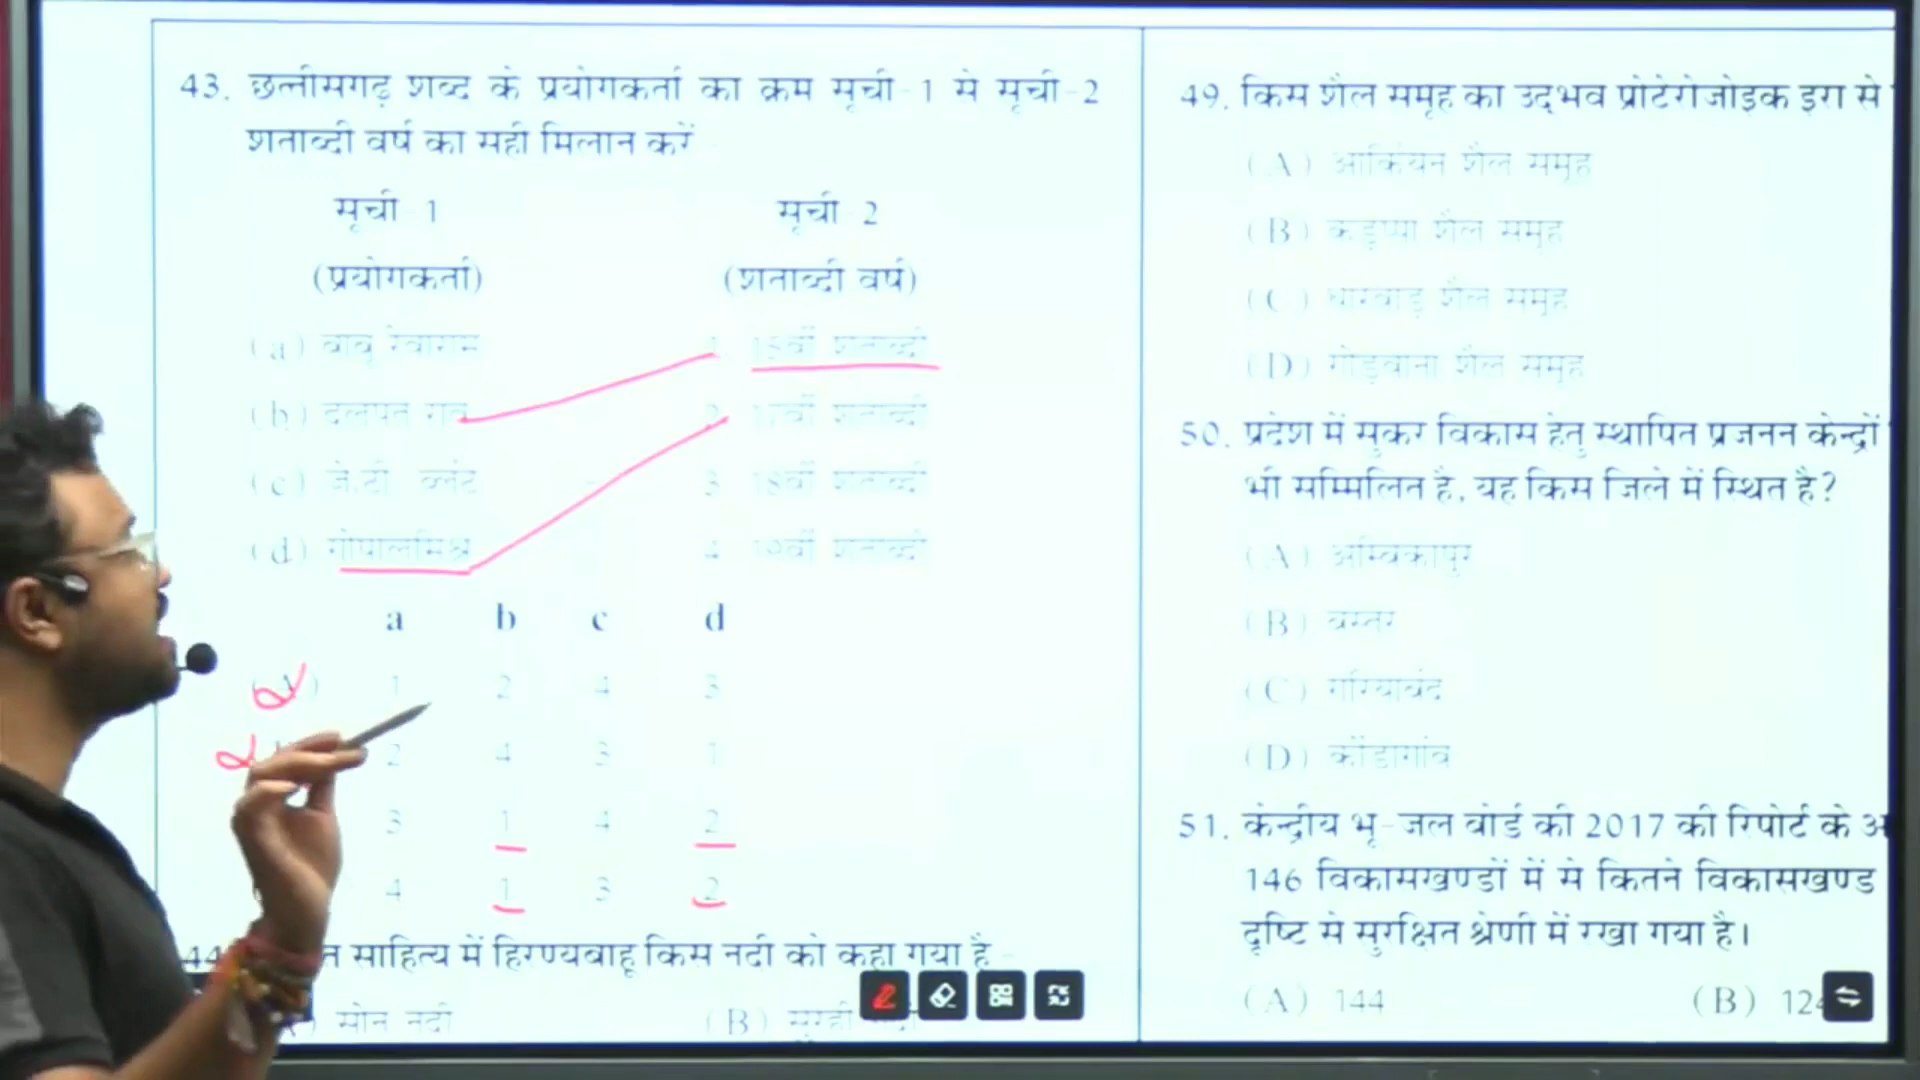 43. छत्तीसगढ़ शब्द के प्रयोगकर्ता का क्रम सूची-1 से सूची-2
शताब्दी वर्ष का सही मिलान करें -
सूची-1 सूची-2
(प्रयोगकर्ता) (शताब्दी वर्ष)
(a) बाबू रेवाराम 1 15वीं शताब्दी
(b) दलपत राव 2 17वीं शताब्दी
(c) जे.टी. ब्लंट 3 18वीं शताब्दी
(d) गोपालमिश्र 4 19वीं शताब्दी
a b c d
(A) 1 2 4 3
2 4 3 1
3 1 4 2
4 1 3 2
44 साहित्य में हिरण्यबाहू किस नदी को कहा गया है -
सोन नदी (B)
49. किस शैल समूह का उद्भव प्रोटेरोजोइक इरा से
(A) आर्कियन शैल समूह
(B) कड़प्पा शैल समूह
(C) धारवाड़ शैल समूह
(D) गोंड़वाना शैल समूह
50. प्रदेश में सुकर विकास हेतु स्थापित प्रजनन केन्द्रों
भी सम्मिलित है, यह किस जिले में स्थित है?
(A) अम्बिकापुर
(B) बस्तर
(C) गरियाबंद
(D) कोंडागांव
51. केन्द्रीय भू-जल बोर्ड की 2017 की रिपोर्ट के अ
146 विकासखण्डों में से कितने विकासखण्ड
दृष्टि से सुरक्षित श्रेणी में रखा गया है।
(A) 144 (B) 124